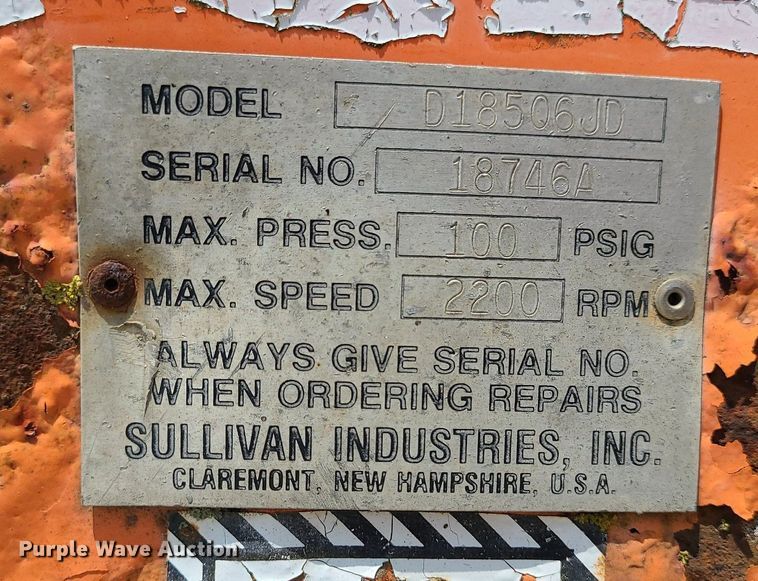 MODEL D18506JD
SERIAL NO. 18746A
MAX. PRESS. 100 PSIG
MAX. SPEED 2200 RPM
ALWAYS GIVE SERIAL NO.
WHEN ORDERING REPAIRS
SULLIVAN INDUSTRIES, INC.
CLAREMONT, NEW HAMPSHIRE, U.S.A.
Purple Wave Auction